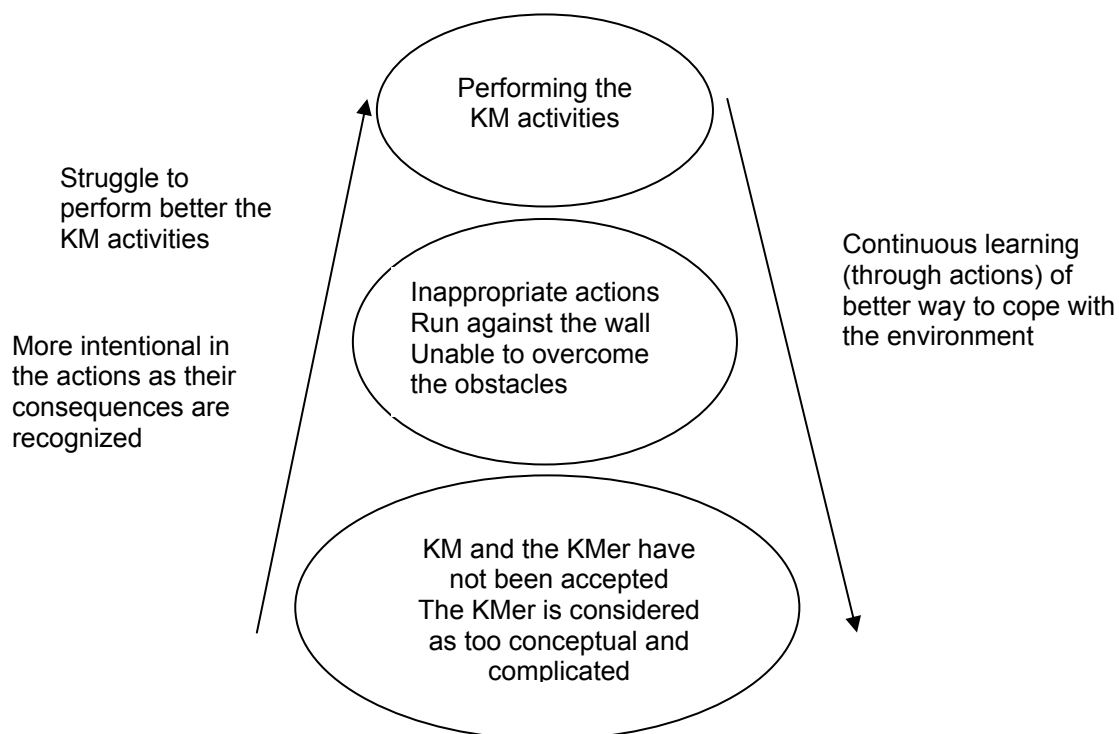 Performing the
KM activities
Struggle to
perform better the
KM activities
More intentional in
the actions as their
consequences are
recognized
Inappropriate actions
Run against the wall
Unable to overcome
the obstacles
Continuous learning
(through actions) of
better way to cope with
the environment
KM and the KMer have
not been accepted
The KMer is considered
as too conceptual and
complicated